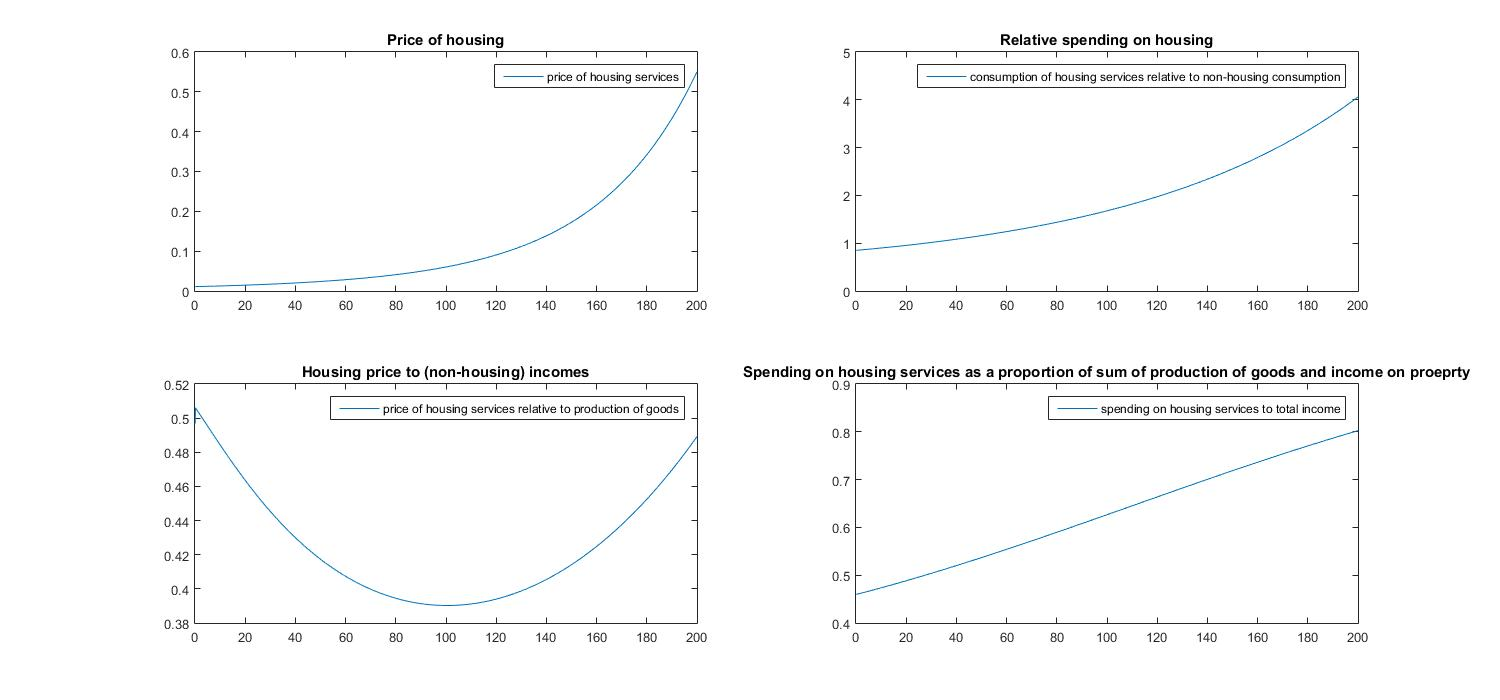 Price of housing
0.6
0.5
0.4
0.3
0.2
0.1
0
price of housing services
0 20 40 60 80 100 120 140 160 180 200
Relative spending on housing
5
4
3
2
1
0
consumption of housing services relative to non-housing consumption
0 20 40 60 80 100 120 140 160 180 200
Housing price to (non-housing) incomes
0.52
0.5
0.48
0.46
0.44
0.42
0.4
0.38
price of housing services relative to production of goods
0 20 40 60 80 100 120 140 160 180 200
Spending on housing services as a proportion of sum of production of goods and income on proeprty
0.9
0.8
0.7
0.6
0.5
0.4
spending on housing services to total income
0 20 40 60 80 100 120 140 160 180 200